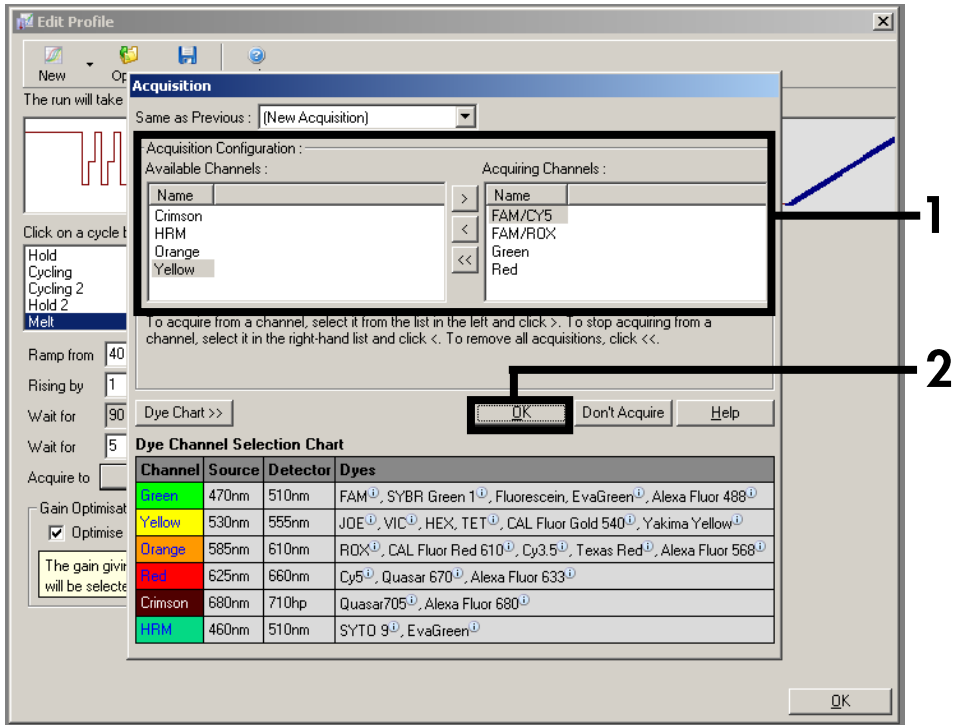 Edit Profile
New
Op
The run will take
Acquisition
Same as Previous : (New Acquisition)
Acquisition Configuration :
Available Channels :
Name
Crimson
HRM
Orange
Yellow
>
<
<<
Acquiring Channels :
Name
FAM/CY5
FAM/ROX
Green
Red
1
To acquire from a channel, select it from the list in the left and click >. To stop acquiring from a
channel, select it in the right-hand list and click <. To remove all acquisitions, click <<.
2
Dye Chart >> OK Don't Acquire Help
Click on a cycle b
Hold
Cycling
Cycling 2
Hold 2
Melt
Ramp from 40
Rising by 1
Wait for 90
Wait for 5
Acquire to
Gain Optimisat
Optimise
The gain givin
will be selecte
Dye Channel Selection Chart
Channel Source Detector Dyes
Green 470nm 510nm FAM, SYBR Green 1, Fluorescein, EvaGreen, Alexa Fluor 488
Yellow 530nm 555nm JOE, VIC, HEX, TET, CAL Fluor Gold 540, Yakima Yellow
Orange 585nm 610nm ROX, CAL Fluor Red 610, Cy3.5, Texas Red, Alexa Fluor 568
Red 625nm 660nm Cy5, Quasar 670, Alexa Fluor 633
Crimson 680nm 710hp Quasar705, Alexa Fluor 680
HRM 460nm 510nm SYTO 9, EvaGreen
OK